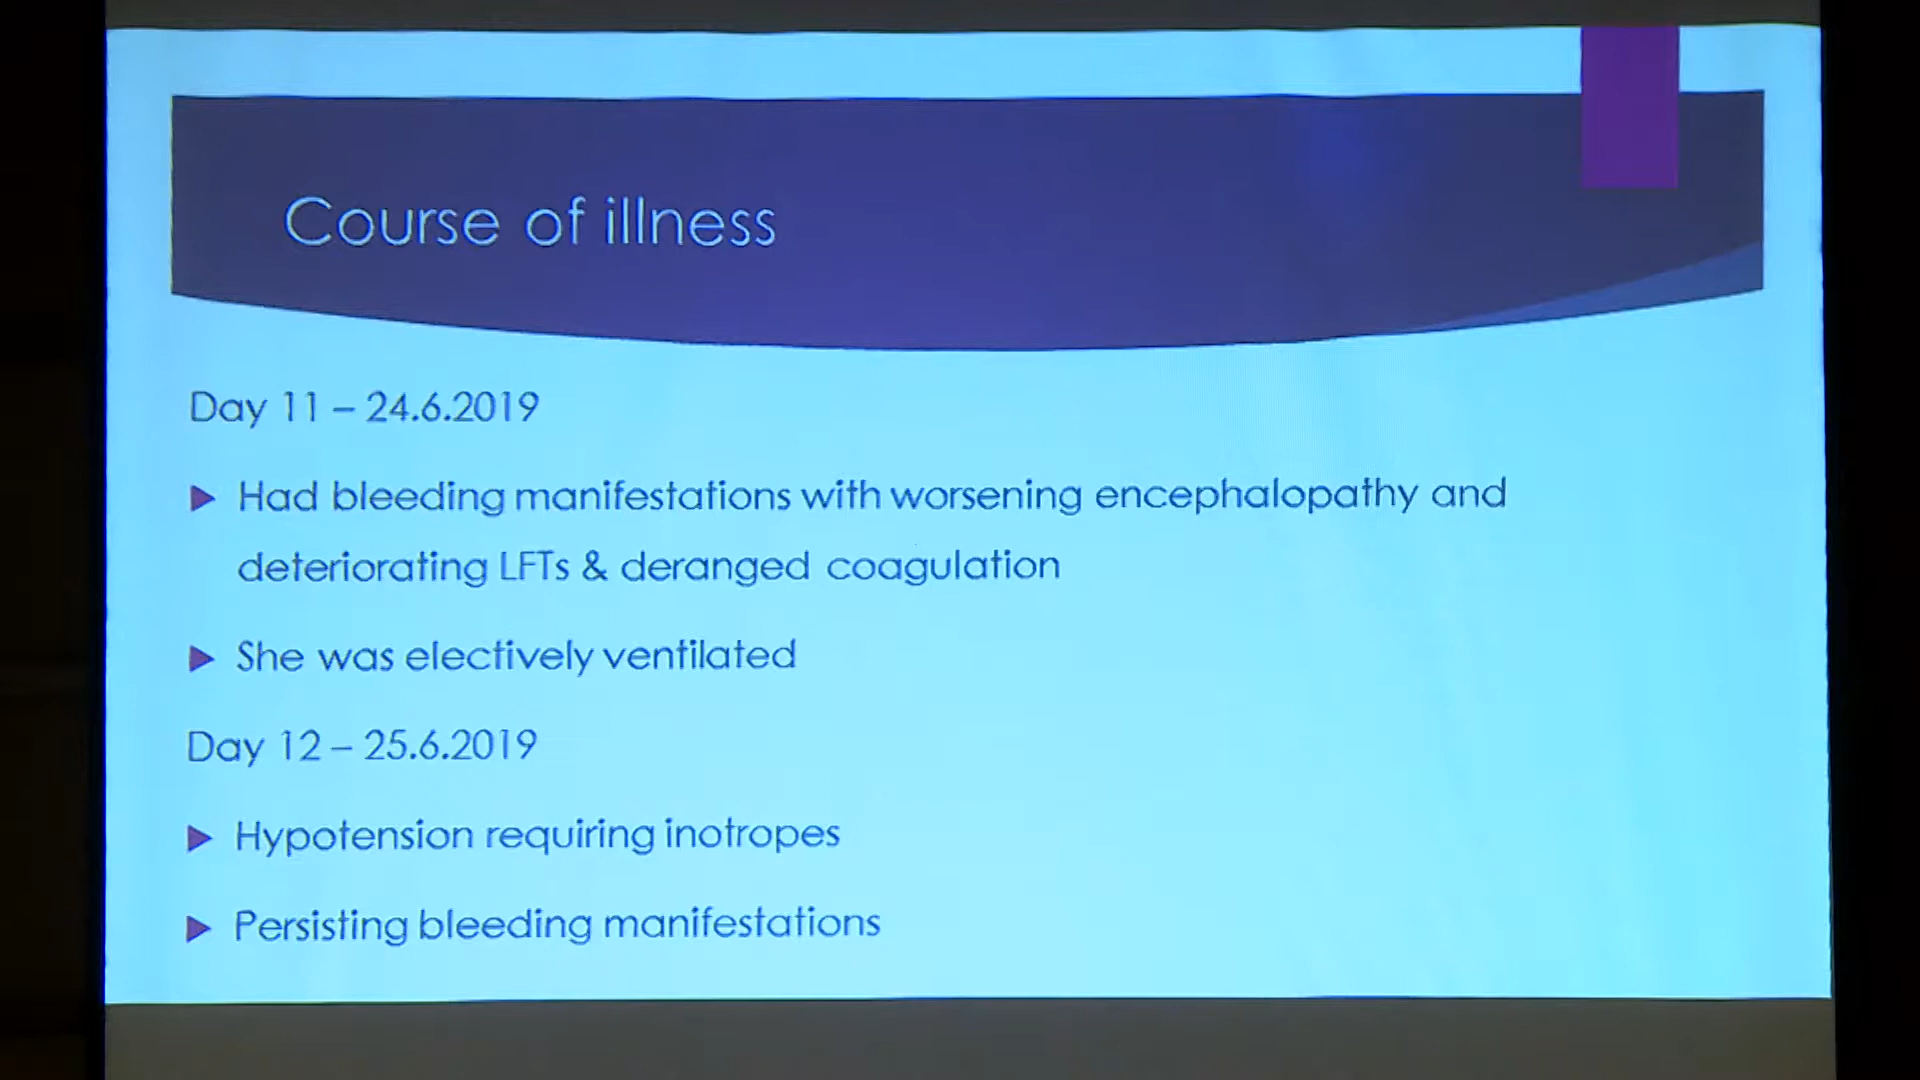 Course of illness
Day 11 – 24.6.2019
Had bleeding manifestations with worsening encephalopathy and
deteriorating LFTs & deranged coagulation
She was electively ventilated
Day 12 – 25.6.2019
Hypotension requiring inotropes
Persisting bleeding manifestations